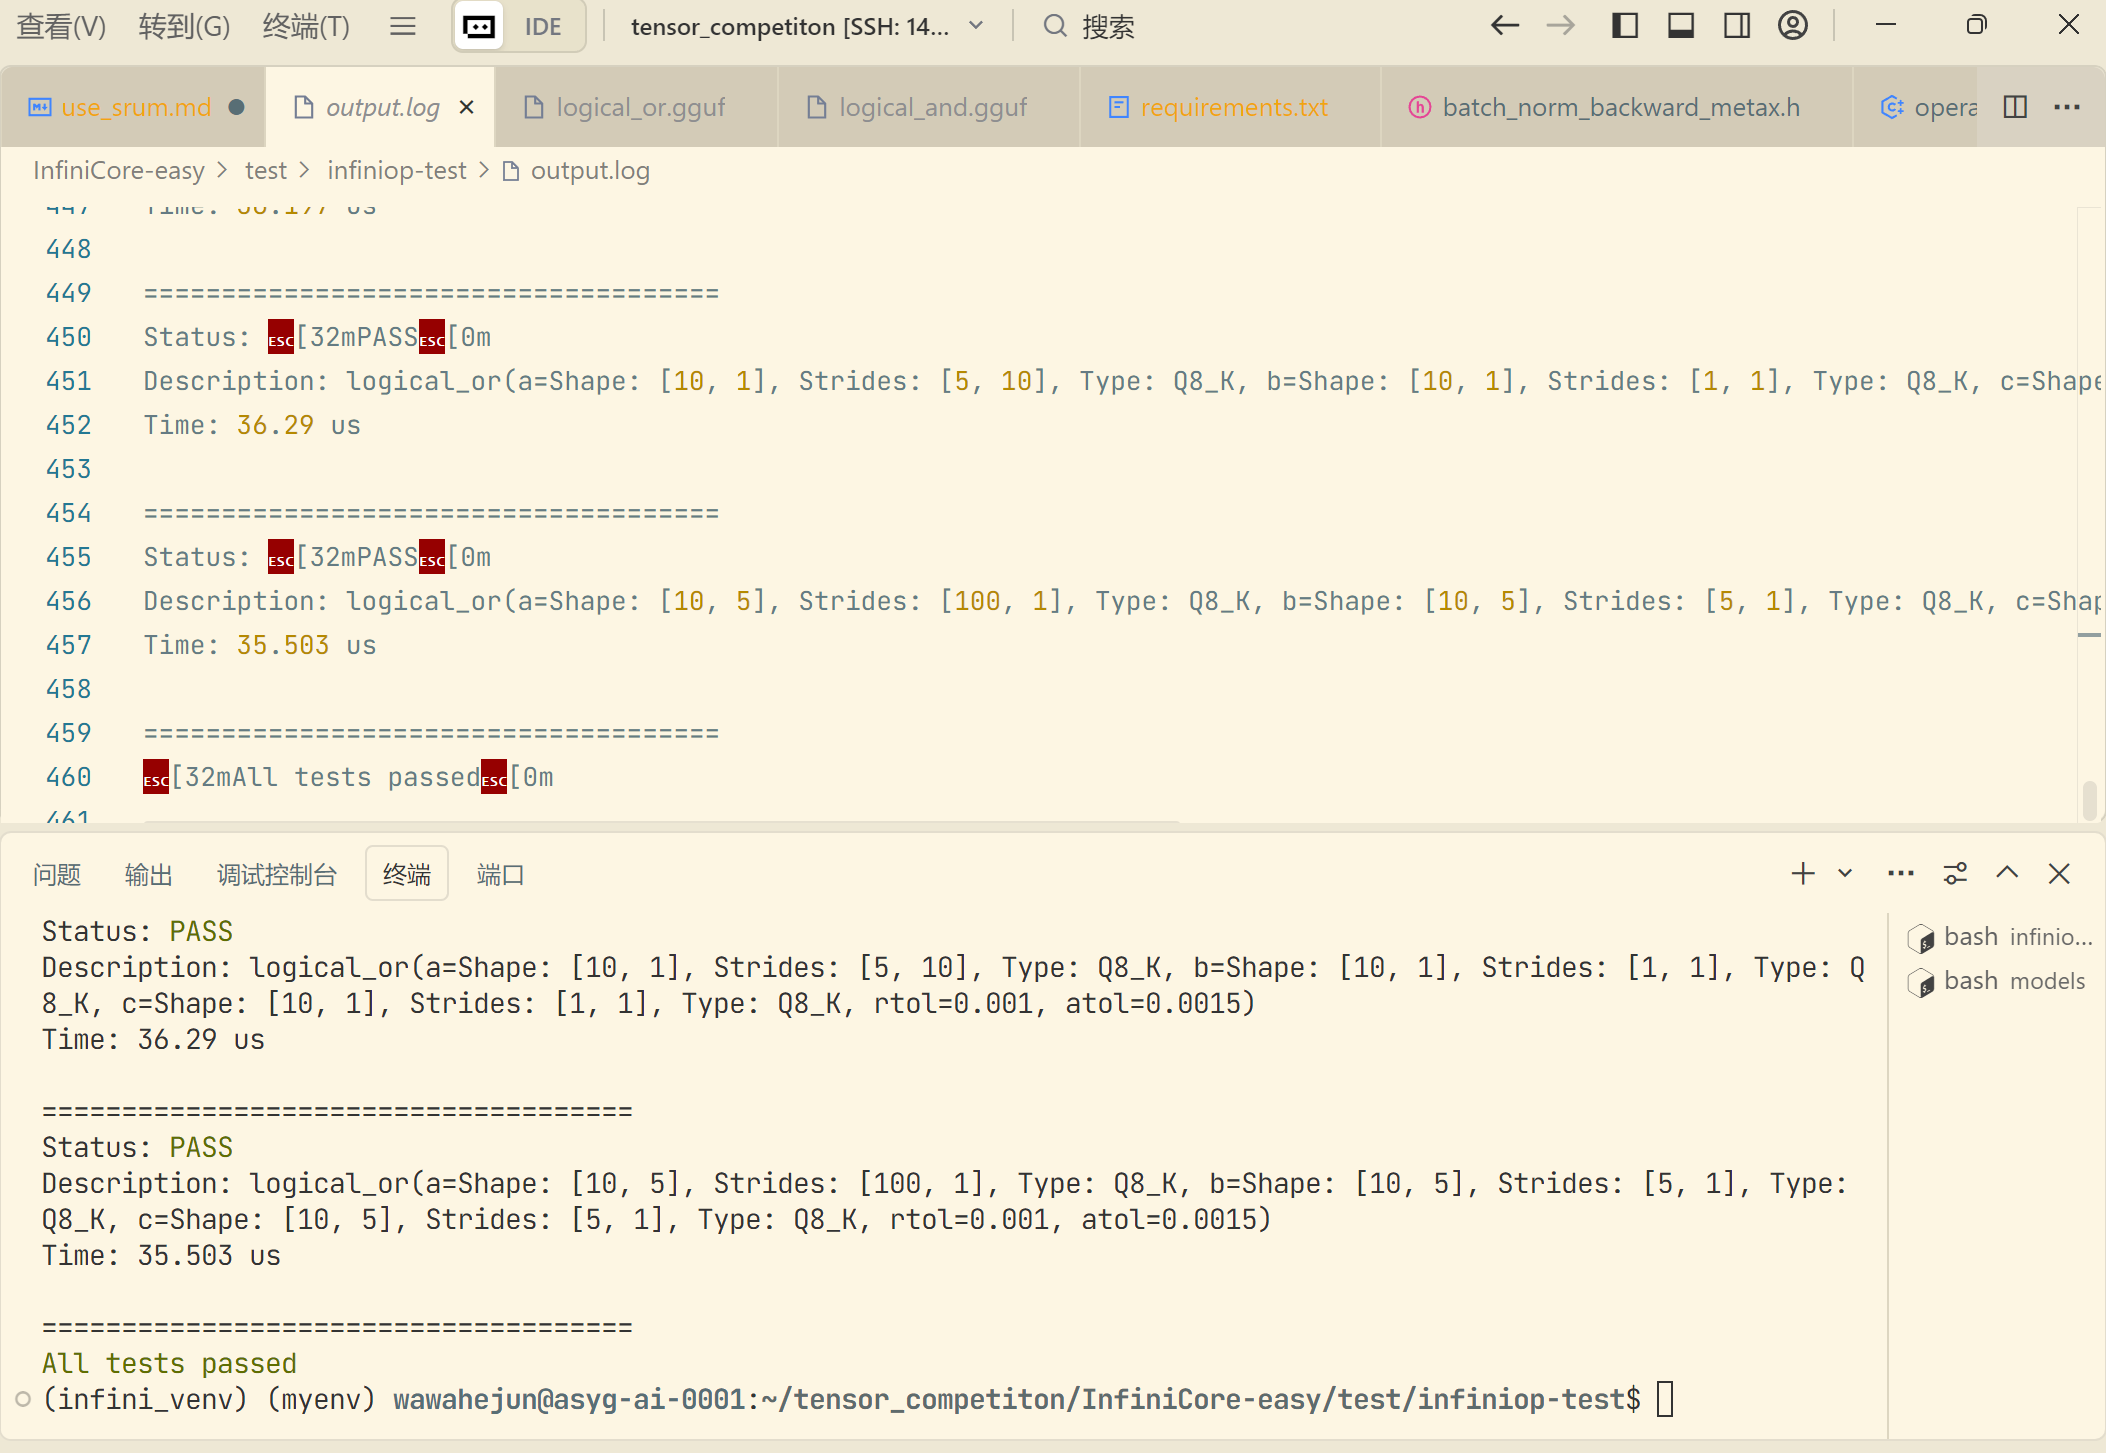 查看(V) 转到(G) 终端(T) IDE tensor_competiton [SSH: 14... 搜索
use_srum.md output.log logical_or.gguf logical_and.gguf requirements.txt batch_norm_backward_metax.h opera
InfiniCore-easy > test > infiniop-test > output.log
447 Time: 36.197 us
448
449 =====================================
450 Status: ESC[32mPASSESC[0m
451 Description: logical_or(a=Shape: [10, 1], Strides: [5, 10], Type: Q8_K, b=Shape: [10, 1], Strides: [1, 1], Type: Q8_K, c=Shape
452 Time: 36.29 us
453
454 =====================================
455 Status: ESC[32mPASSESC[0m
456 Description: logical_or(a=Shape: [10, 5], Strides: [100, 1], Type: Q8_K, b=Shape: [10, 5], Strides: [5, 1], Type: Q8_K, c=Shap
457 Time: 35.503 us
458
459 =====================================
460 ESC[32mAll tests passedESC[0m
461
问题 输出 调试控制台 终端 端口
Status: PASS
Description: logical_or(a=Shape: [10, 1], Strides: [5, 10], Type: Q8_K, b=Shape: [10, 1], Strides: [1, 1], Type: Q
8_K, c=Shape: [10, 1], Strides: [1, 1], Type: Q8_K, rtol=0.001, atol=0.0015)
Time: 36.29 us
=====================================
Status: PASS
Description: logical_or(a=Shape: [10, 5], Strides: [100, 1], Type: Q8_K, b=Shape: [10, 5], Strides: [5, 1], Type:
Q8_K, c=Shape: [10, 5], Strides: [5, 1], Type: Q8_K, rtol=0.001, atol=0.0015)
Time: 35.503 us
=====================================
All tests passed
(infini_venv) (myenv) wawahejun@asyg-ai-0001:~/tensor_competiton/InfiniCore-easy/test/infiniop-test$
bash infinio...
bash models